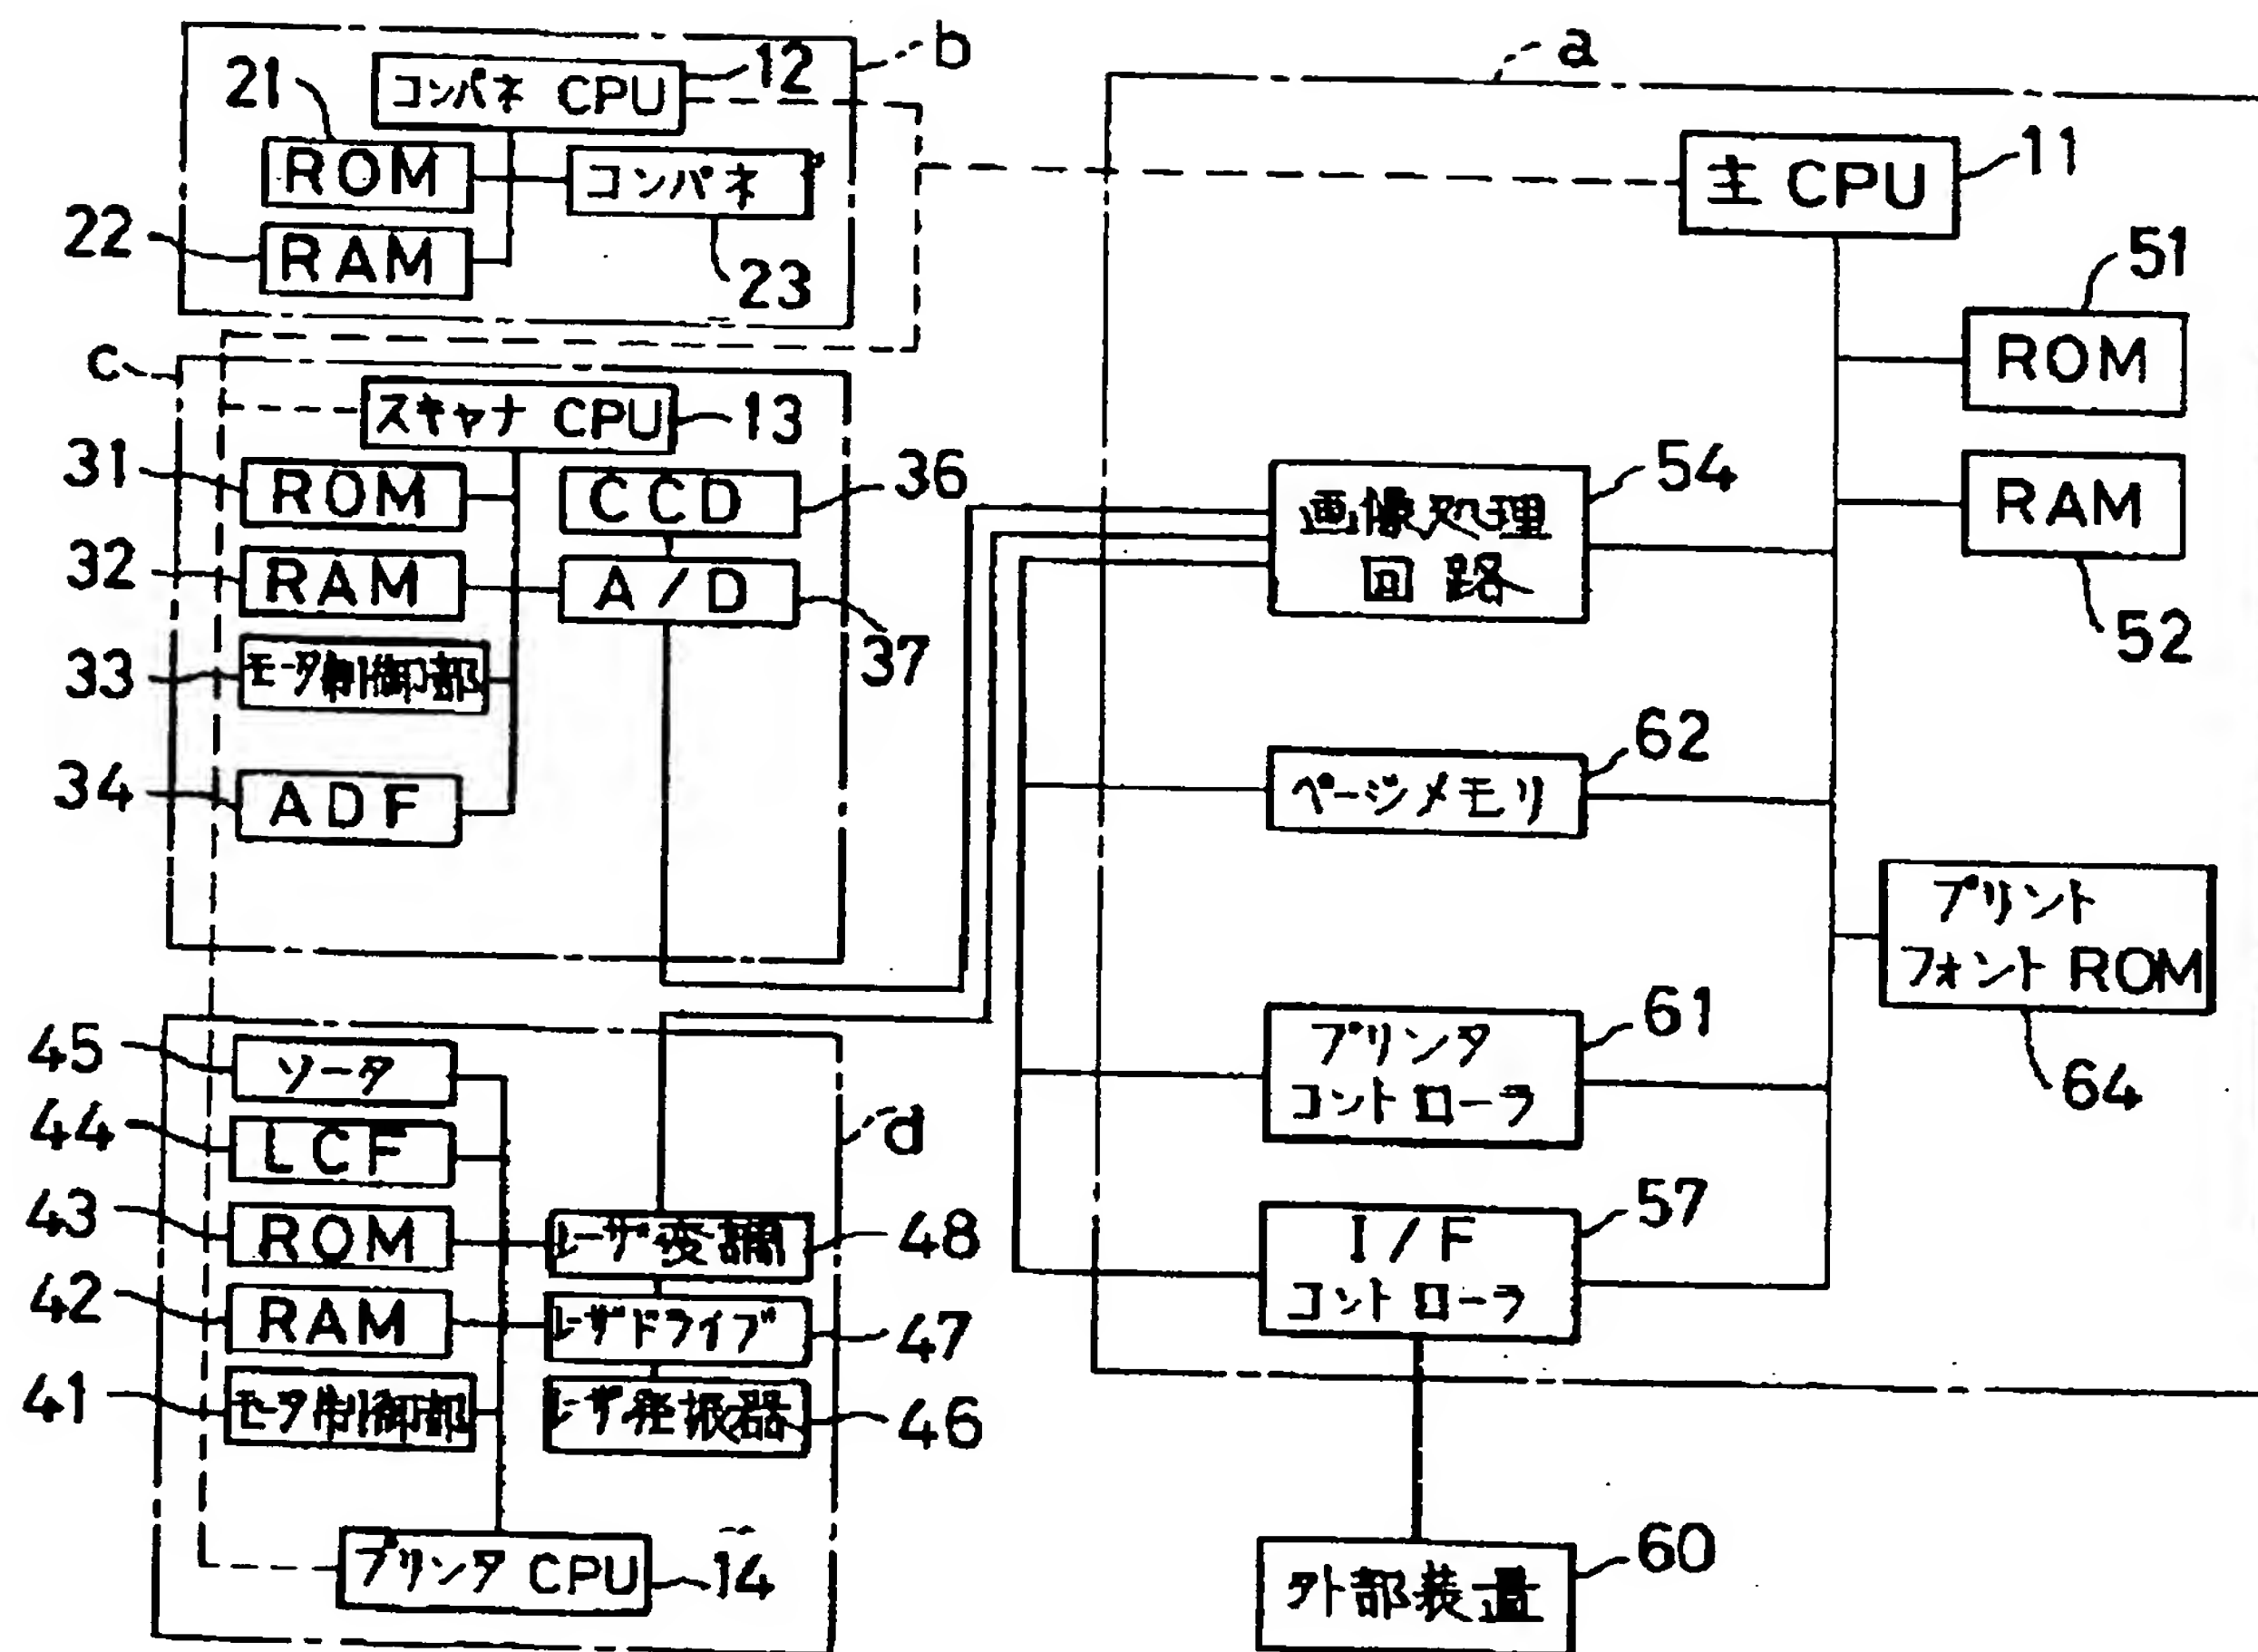 b
コンパネ CPU
12
21
ROM
コンパネ
22
RAM
23
c
スキャナ CPU
13
31
ROM
CCD
36
32
RAM
A/D
37
33
モータ制御部
34
ADF
45
ソータ
d
44
LCF
43
ROM
レーザ変調
48
42
RAM
レーザドライブ
47
41
モータ制御部
レーザ発振器
46
プリンタ CPU
14
a
主 CPU
11
51
ROM
54
画像処理
回路
RAM
52
62
ページメモリ
プリント
フォント ROM
64
61
プリンタ
コントローラ
57
I/F
コントローラ
60
外部装置